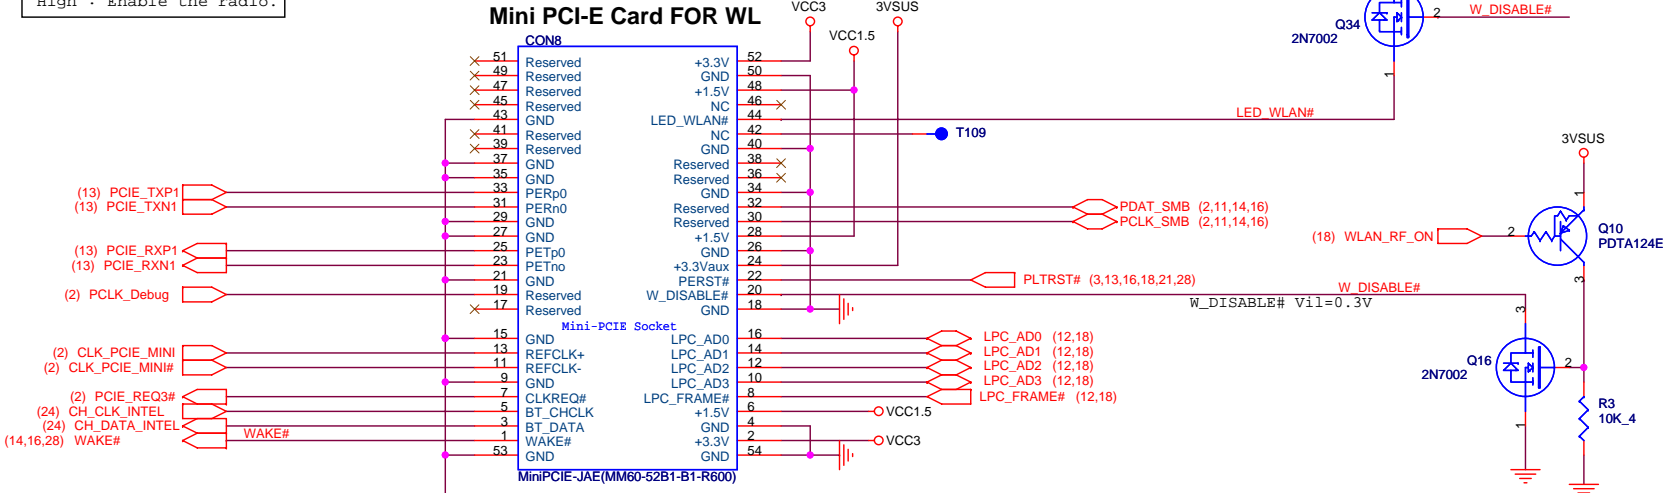 High : Enable the radio.
Mini PCI-E Card FOR WL
VCC3
3VSUS
VCC1.5
W_DISABLE#
2
Q34
2N7002
1
CON8
51 Reserved +3.3V 52
49 Reserved GND 50
47 Reserved +1.5V 48
45 Reserved NC 46
43 GND LED_WLAN# 44 LED_WLAN#
41 Reserved NC 42 T109
39 Reserved GND 40
37 GND Reserved 38
35 GND Reserved 36
(13) PCIE_TXP1 33 PERp0 GND 34
(13) PCIE_TXN1 31 PERn0 Reserved 32 PDAT_SMB (2,11,14,16)
29 GND Reserved 30 PCLK_SMB (2,11,14,16)
27 GND +1.5V 28
(13) PCIE_RXP1 25 PETp0 GND 26
(13) PCIE_RXN1 23 PETno +3.3Vaux 24
21 GND PERST# 22 PLTRST# (3,13,16,18,21,28)
(2) PCLK_Debug 19 Reserved W_DISABLE# 20 W_DISABLE#
17 Reserved GND 18 W_DISABLE# Vil=0.3V
Mini-PCIE Socket
15 GND LPC_AD0 16 LPC_AD0 (12,18)
(2) CLK_PCIE_MINI 13 REFCLK+ LPC_AD1 14 LPC_AD1 (12,18)
(2) CLK_PCIE_MINI# 11 REFCLK- LPC_AD2 12 LPC_AD2 (12,18)
9 GND LPC_AD3 10 LPC_AD3 (12,18)
(2) PCIE_REQ3# 7 CLKREQ# LPC_FRAME# 8 LPC_FRAME# (12,18)
(24) CH_CLK_INTEL 5 BT_CHCLK +1.5V 6 VCC1.5
(24) CH_DATA_INTEL 3 BT_DATA GND 4
(14,16,28) WAKE# WAKE# 1 WAKE# +3.3V 2 VCC3
53 GND GND 54
MiniPCIE-JAE(MM60-52B1-B1-R600)
3VSUS
1
(18) WLAN_RF_ON 2
Q10
PDTA124E
3
3
Q16
2N7002
2
1
R3
10K_4